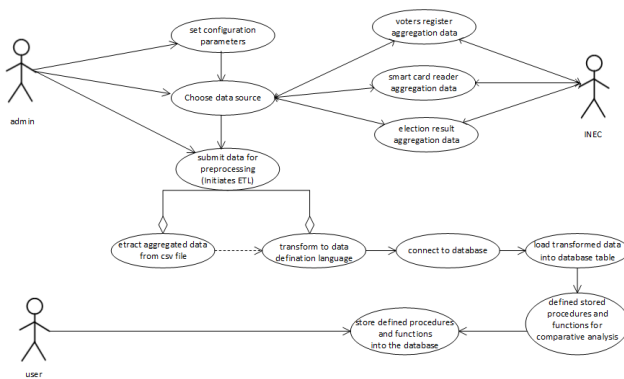 set configuration
parameters
voters register
aggregation data
admin
Choose data source
smart card reader
aggregation data
election result
aggregation data
INEC
submit data for
preprocessing
(Initiates ETL)
etract aggregated data
from csv file
transform to data
defination language
connect to database
load transformed data
into database table
defined stored
procedures and
functions for
comparative analysis
store defined procedures
and functions
into the database
user